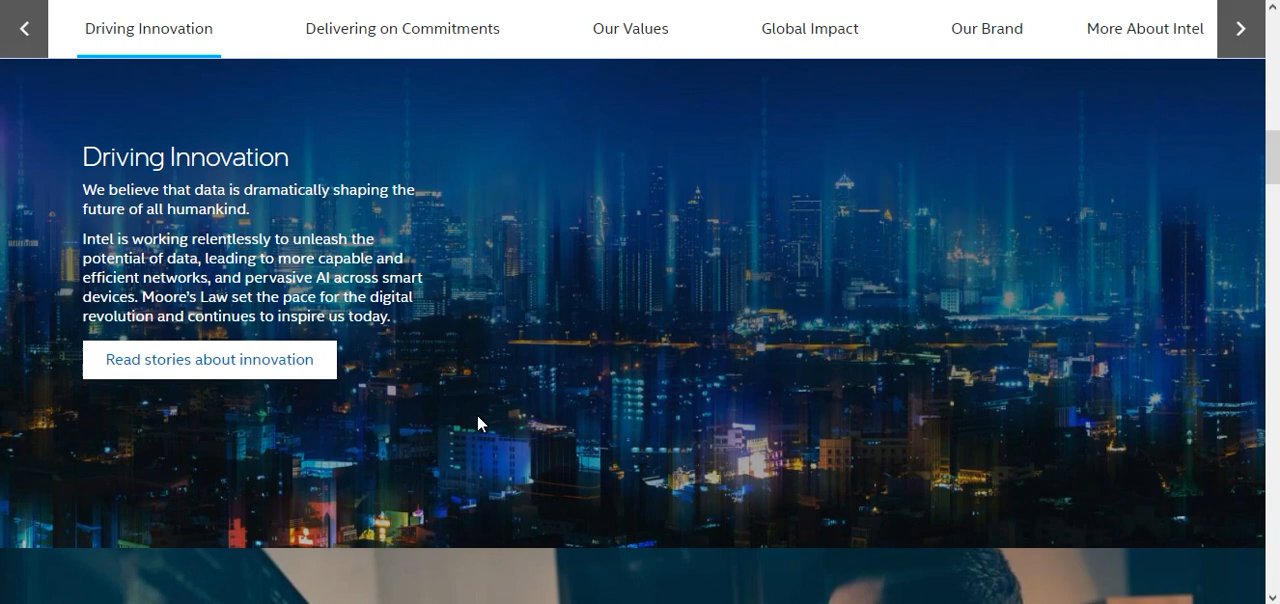 Driving Innovation
Delivering on Commitments
Our Values
Global Impact
Our Brand
More About Intel
Driving Innovation
We believe that data is dramatically shaping the
future of all humankind.
Intel is working relentlessly to unleash the
potential of data, leading to more capable and
efficient networks, and pervasive AI across smart
devices. Moore's Law set the pace for the digital
revolution and continues to inspire us today.
Read stories about innovation